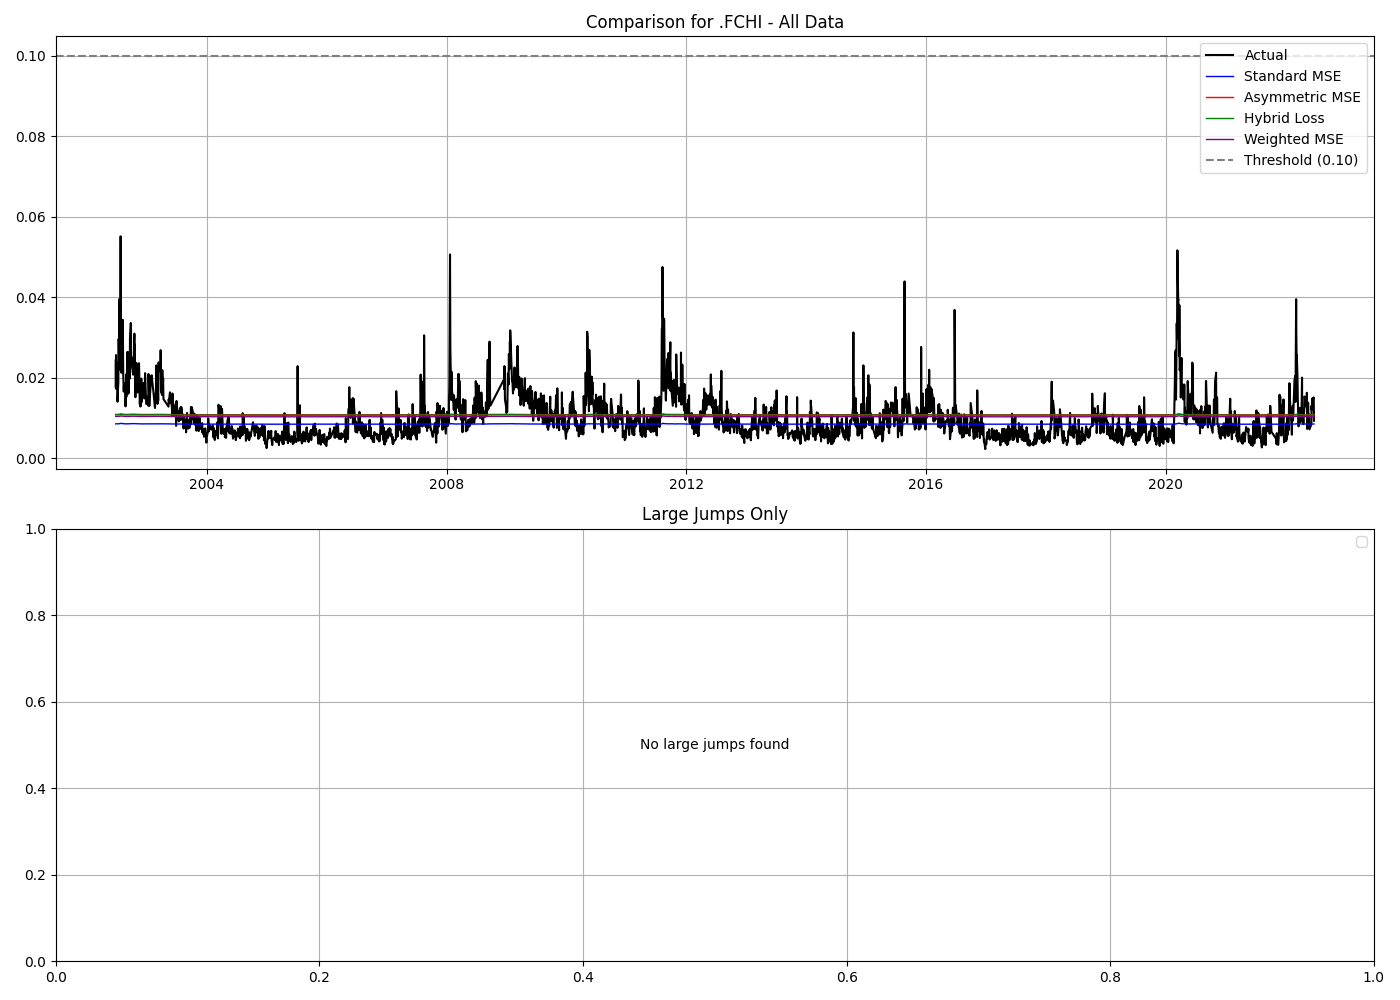 Comparison for .FCHI - All Data
0.10
0.08
0.06
0.04
0.02
0.00
Actual
Standard MSE
Asymmetric MSE
Hybrid Loss
Weighted MSE
Threshold (0.10)
2004 2008 2012 2016 2020
Large Jumps Only
1.0
0.8
0.6
0.4
0.2
0.0
No large jumps found
0.0 0.2 0.4 0.6 0.8 1.0